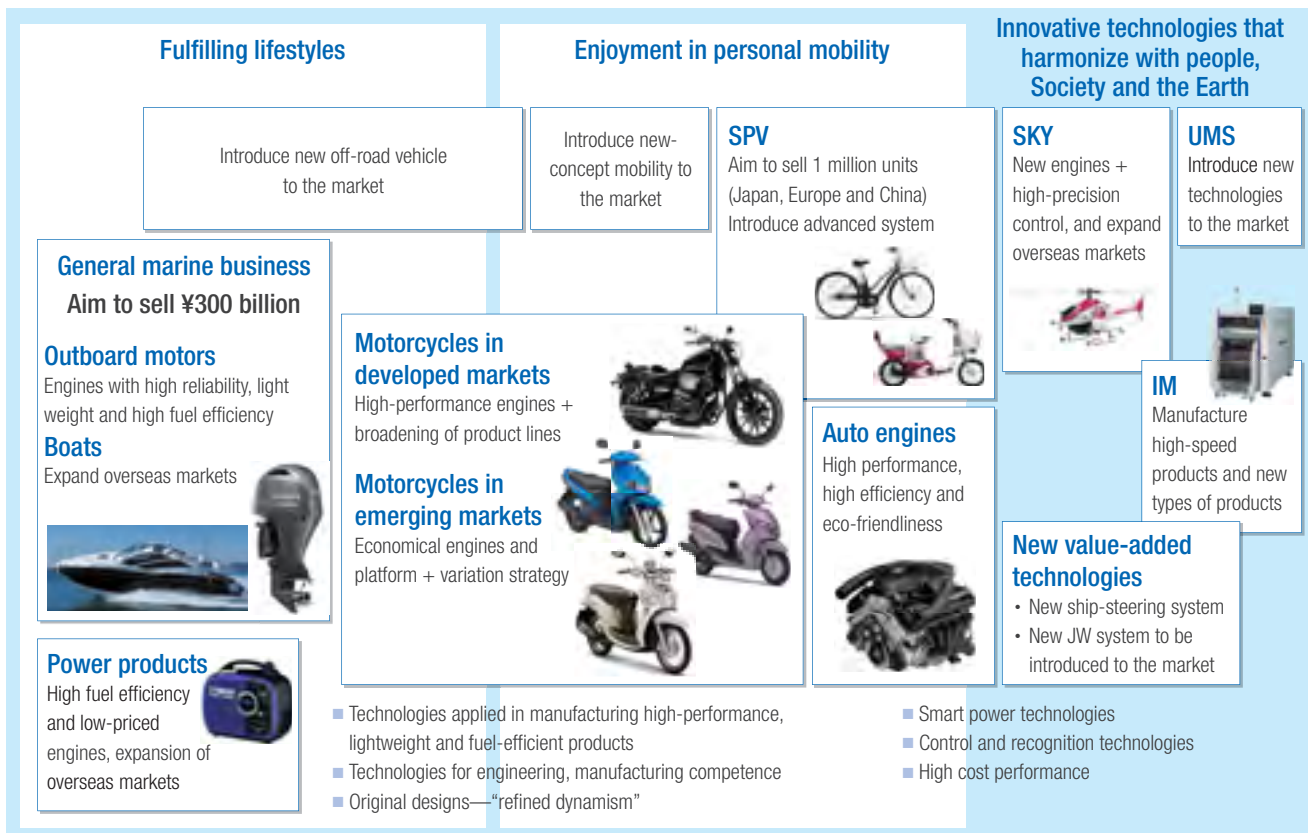 Fulfilling lifestyles
Enjoyment in personal mobility
Innovative technologies that
harmonize with people,
Society and the Earth
Introduce new off-road vehicle
to the market
Introduce new-
concept mobility to
the market
SPV
Aim to sell 1 million units
(Japan, Europe and China)
Introduce advanced system
SKY
New engines +
high-precision
control, and expand
overseas markets
UMS
Introduce new
technologies
to the market
General marine business
Aim to sell ¥300 billion
Outboard motors
Engines with high reliability, light
weight and high fuel efficiency
Boats
Expand overseas markets
Motorcycles in
developed markets
High-performance engines +
broadening of product lines
Motorcycles in
emerging markets
Economical engines and
platform + variation strategy
Auto engines
High performance,
high efficiency and
eco-friendliness
IM
Manufacture
high-speed
products and new
types of products
New value-added
technologies
• New ship-steering system
• New JW system to be
introduced to the market
Power products
High fuel efficiency
and low-priced
engines, expansion of
overseas markets
■ Technologies applied in manufacturing high-performance,
lightweight and fuel-efficient products
■ Technologies for engineering, manufacturing competence
■ Original designs—“refined dynamism”
■ Smart power technologies
■ Control and recognition technologies
■ High cost performance